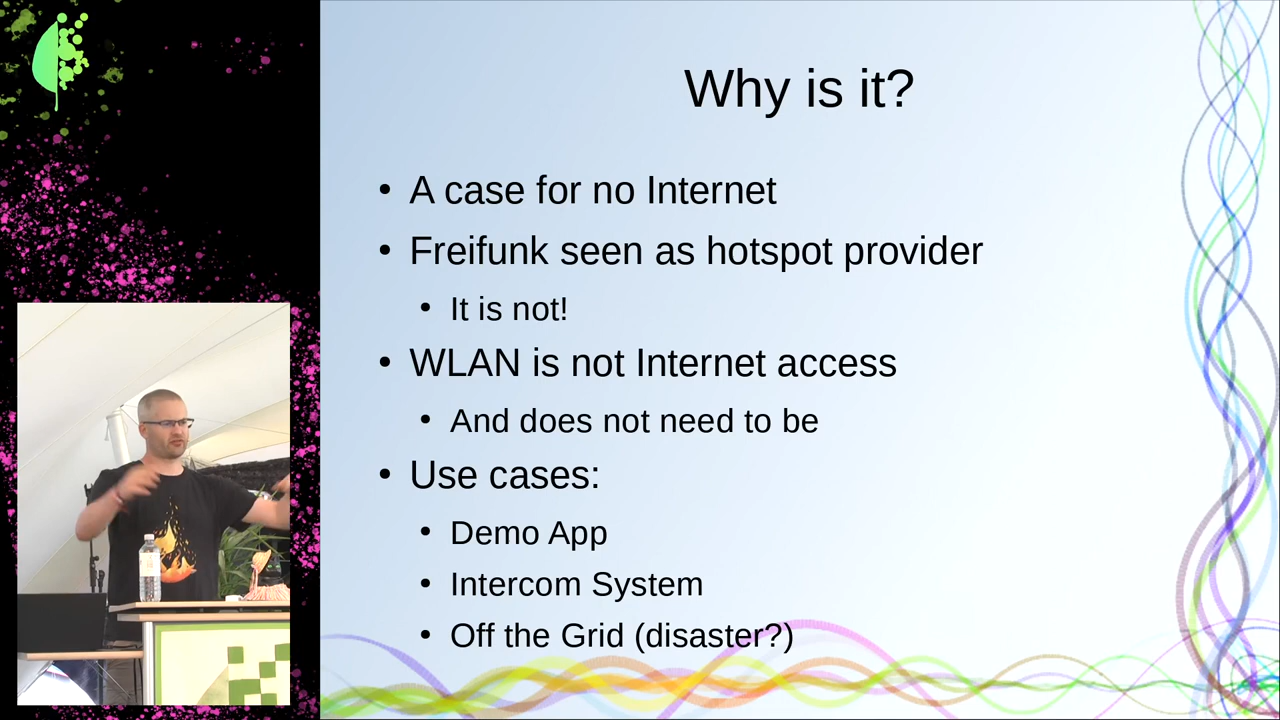 Why is it?
• A case for no Internet
• Freifunk seen as hotspot provider
• It is not!
• WLAN is not Internet access
• And does not need to be
• Use cases:
• Demo App
• Intercom System
• Off the Grid (disaster?)